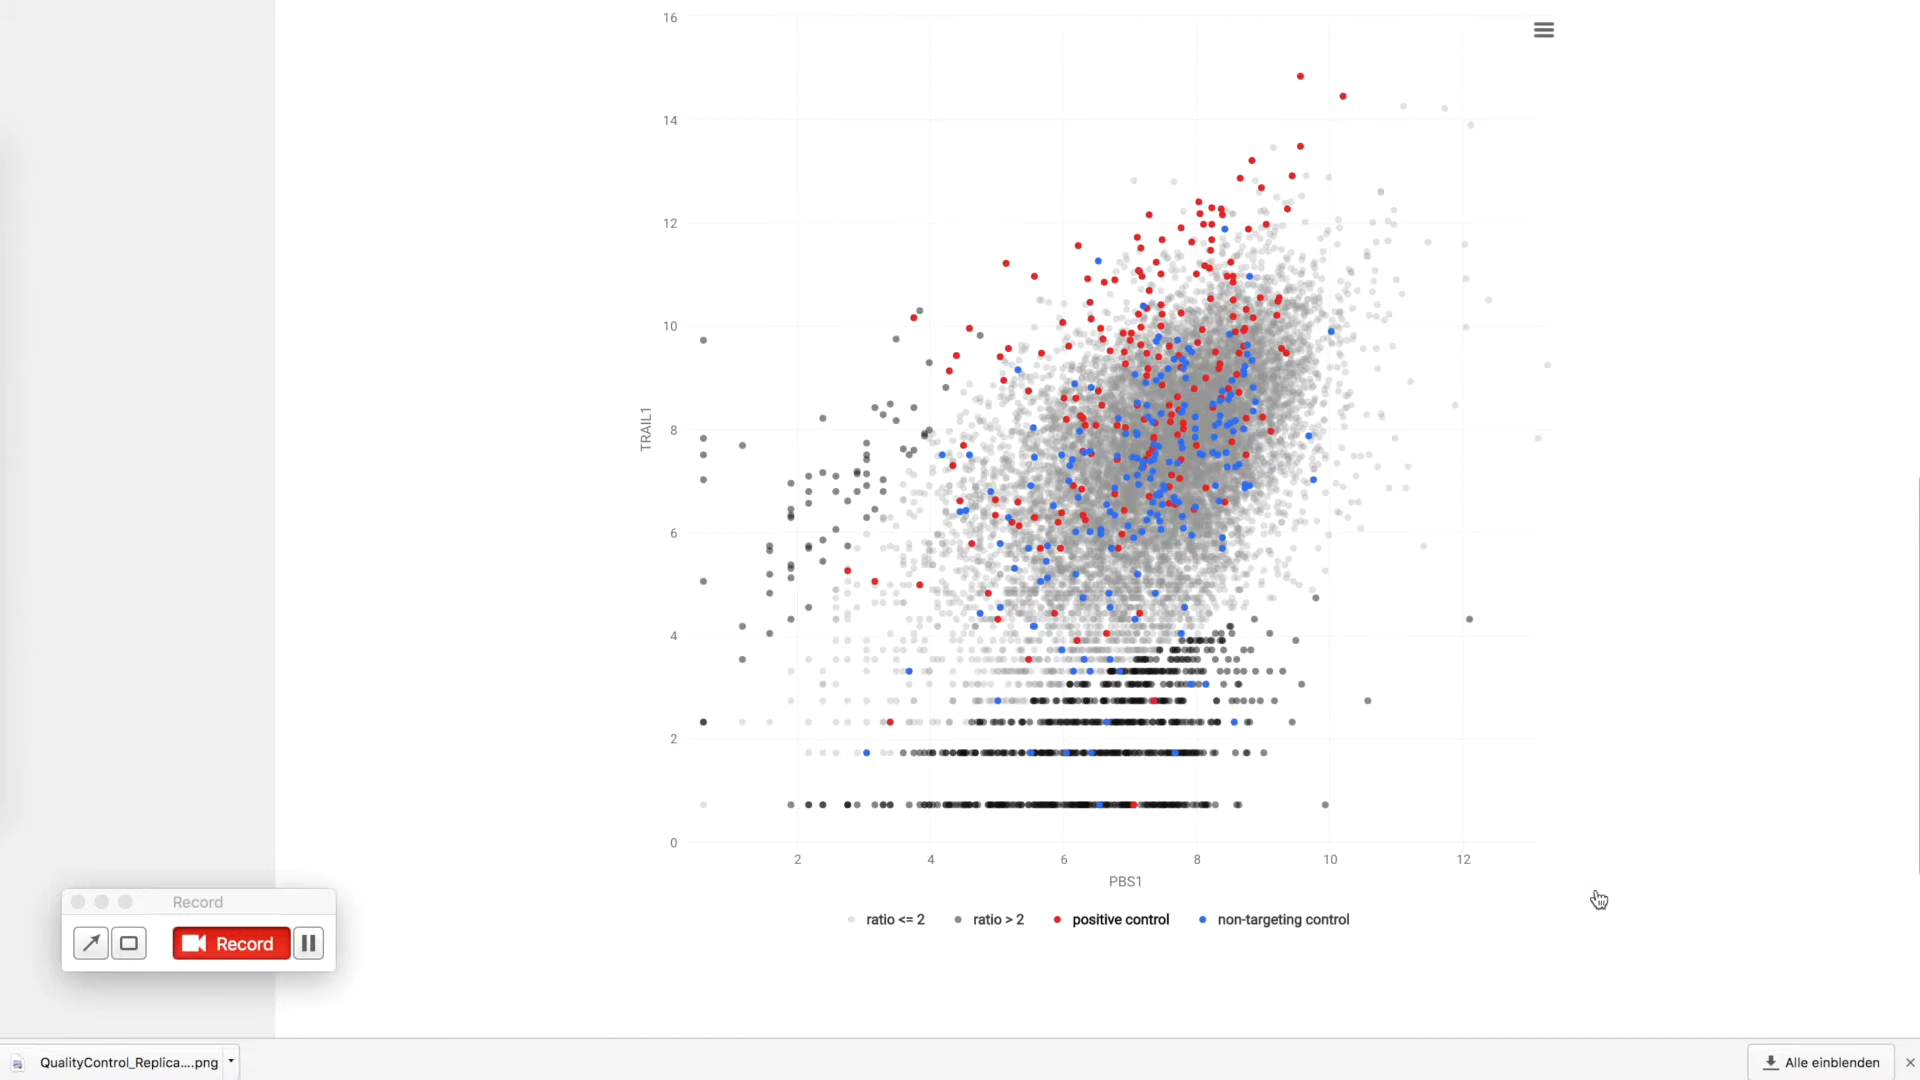 16
14
12
10
8
6
4
2
0
TRAIL1
2 4 6 8 10 12
PBS1
ratio <= 2 ratio > 2 positive control non-targeting control
Record
Record
QualityControl_Replica....png
Alle einblenden